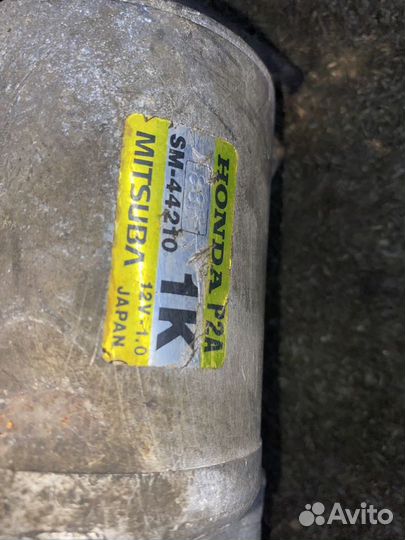 HONDA P2A
SM-44210
1K
MITSUBA
12V-1.0
JAPAN
Avito